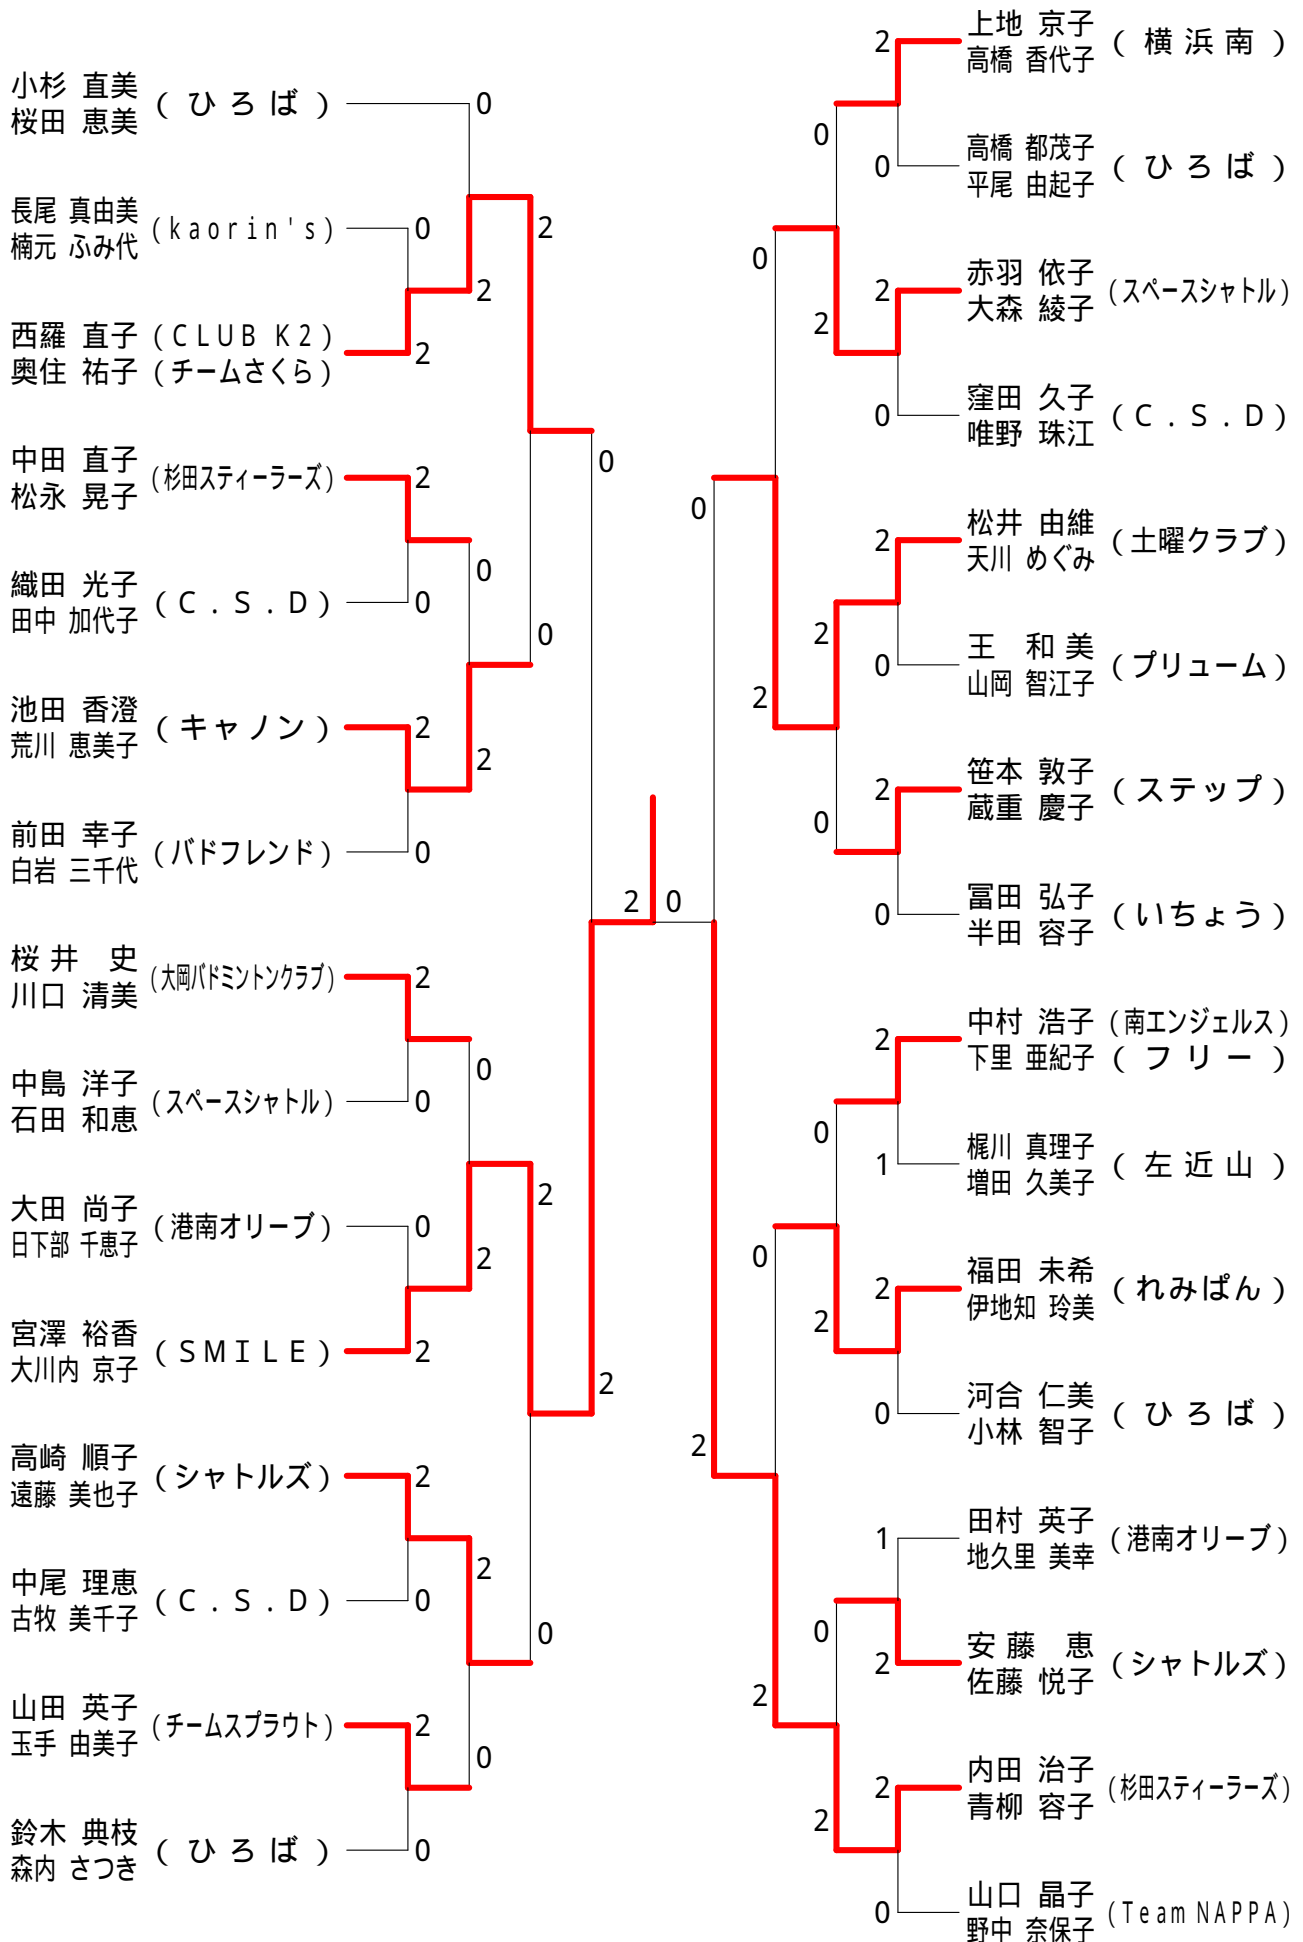 小杉 直美
桜田 恵美
(ひろば)
0
長尾 真由美
楠元 ふみ代
(kaorin's)
0
2
2
西羅 直子 (CLUB K2)
奥住 祐子 (チームさくら)
2
0
中田 直子
松永 晃子
(杉田スティーラーズ)
2
0
織田 光子
田中 加代子
(C.S.D)
0
0
池田 香澄
荒川 恵美子
(キャノン)
2
2
前田 幸子
白岩 三千代
(バドフレンド)
0
2 0
桜井 史
川口 清美
(大岡バドミントンクラブ)
2
0
中島 洋子
石田 和恵
(スペースシャトル)
0
2
大田 尚子
日下部 千恵子
(港南オリーブ)
0
2
宮澤 裕香
大川内 京子
(SMILE)
2
2
高崎 順子
遠藤 美也子
(シャトルズ)
2
2
中尾 理恵
古牧 美千子
(C.S.D)
0
0
山田 英子
玉手 由美子
(チームスプラウト)
2
0
鈴木 典枝
森内 さつき
(ひろば)
0
2
上地 京子
高橋 香代子
(横浜南)
0
0
高橋 都茂子
平尾 由起子
(ひろば)
0
2
赤羽 依子
大森 綾子
(スペースシャトル)
2
0
窪田 久子
唯野 珠江
(C.S.D)
0
2
松井 由維
天川 めぐみ
(土曜クラブ)
2
0
王 和美
山岡 智江子
(プリューム)
2
2
笹本 敦子
蔵重 慶子
(ステップ)
0
0
冨田 弘子
半田 容子
(いちょう)
2
中村 浩子 (南エンジェルス)
下里 亜紀子 (フリー)
0
1
梶川 真理子
増田 久美子
(左近山)
0
2
福田 未希
伊地知 玲美
(れみぱん)
2
0
河合 仁美
小林 智子
(ひろば)
2
1
田村 英子
地久里 美幸
(港南オリーブ)
0
2
安藤 恵
佐藤 悦子
(シャトルズ)
2
2
内田 治子
青柳 容子
(杉田スティーラーズ)
2
0
山口 晶子
野中 奈保子
(Team NAPPA)